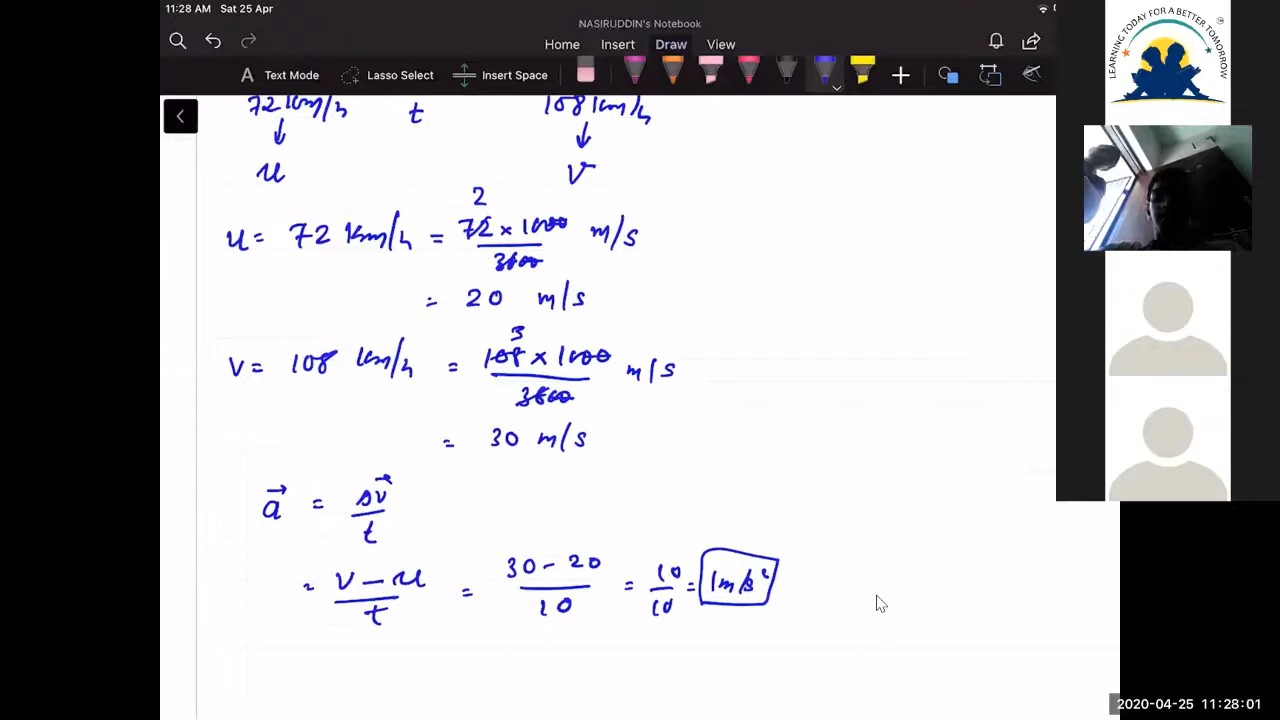 11:28 AM Sat 25 Apr
NASIRUDDIN's Notebook
Home Insert Draw View
A Text Mode Lasso Select Insert Space
72 Km/h t 108 Km/h
↓ ↓
u v
2
u = 72 Km/h = 72 × 1000 / 3600 m/s
= 20 m/s
3
v = 108 Km/h = 108 × 1000 / 3600 m/s
= 30 m/s
a⃗ = Δv⃗ / t
= v − u / t = 30 − 20 / 10 = 10 / 10 = 1 m/s²
LEARNING TODAY FOR A BETTER TOMORROW
®
2020-04-25 11:28:01